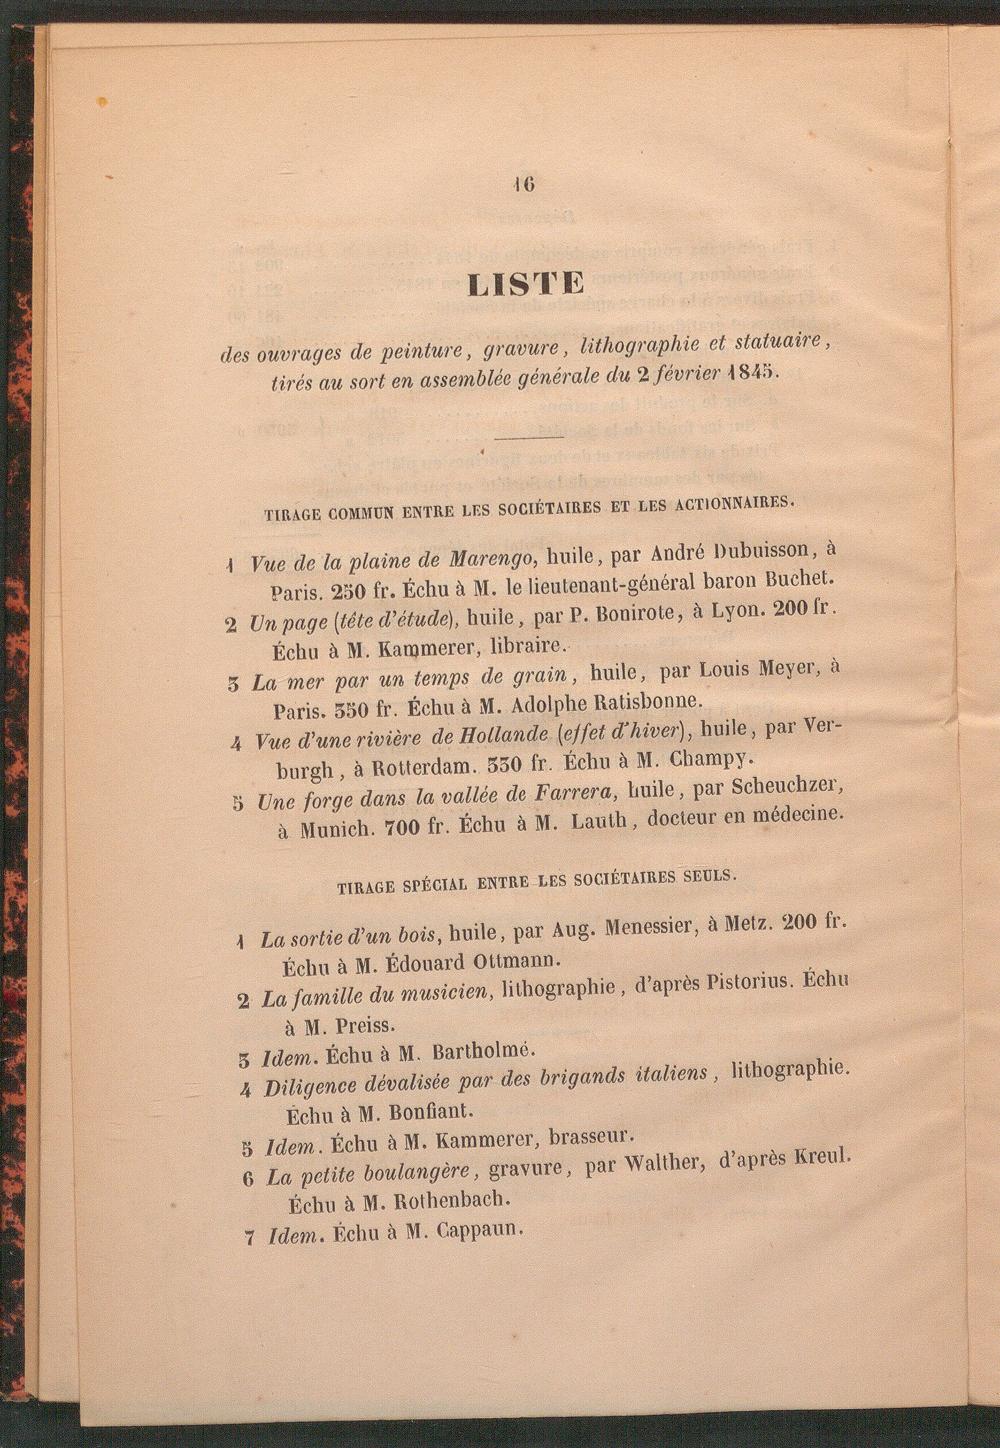 16
LISTE
des ouvrages de peinture, gravure, lithographie et statuaire,
tirés au sort en assemblée générale du 2 février 1845.
TIRAGE COMMUN ENTRE LES SOCIÉTAIRES ET LES ACTIONNAIRES.
1 Vue de la plaine de Marengo, huile, par André Dubuisson, à
Paris. 250 fr. Échu à M. le lieutenant-général baron Buchet.
2 Un page (tête d'étude), huile, par P. Bonirote, à Lyon. 200 fr.
Échu à M. Kammerer, libraire.
3 La mer par un temps de grain, huile, par Louis Meyer, à
Paris. 350 fr. Échu à M. Adolphe Ratisbonne.
4 Vue d'une rivière de Hollande (effet d'hiver), huile, par Ver-
burgh, à Rotterdam. 330 fr. Échu à M. Champy.
5 Une forge dans la vallée de Farrera, huile, par Scheuchzer,
à Munich. 700 fr. Échu à M. Lauth, docteur en médecine.
TIRAGE SPÉCIAL ENTRE LES SOCIÉTAIRES SEULS.
1 La sortie d'un bois, huile, par Aug. Menessier, à Metz. 200 fr.
Échu à M. Édouard Ottmann.
2 La famille du musicien, lithographie, d'après Pistorius. Échu
à M. Preiss.
3 Idem. Échu à M. Bartholmé.
4 Diligence dévalisée par des brigands italiens, lithographie.
Échu à M. Bonfiant.
5 Idem. Échu à M. Kammerer, brasseur.
6 La petite boulangère, gravure, par Walther, d'après Kreul.
Échu à M. Rothenbach.
7 Idem. Échu à M. Cappaun.